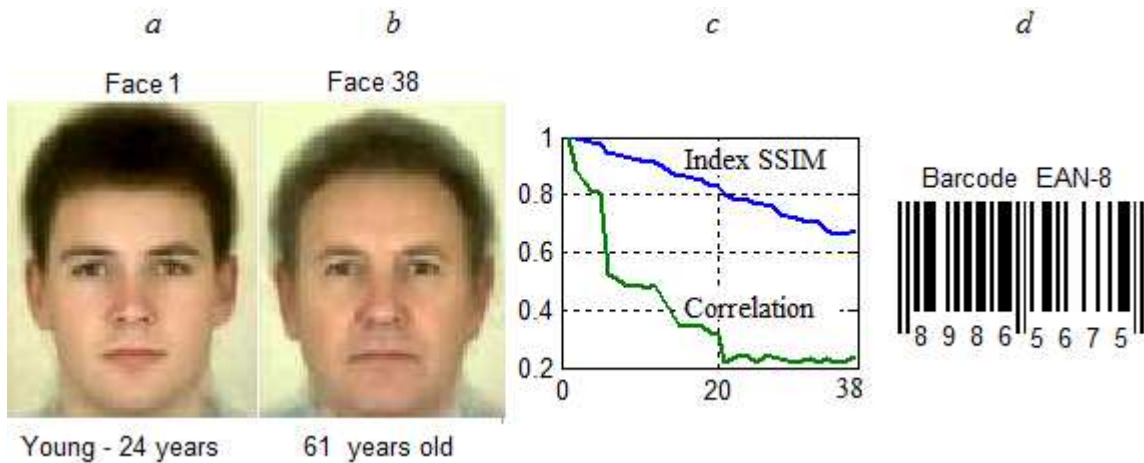 a b c d
Face 1 Face 38
Young - 24 years 61 years old
1
0.8
0.6
0.4
0.2
0 20 38
Index SSIM
Correlation
Barcode EAN-8
8 9 8 6 5 6 7 5